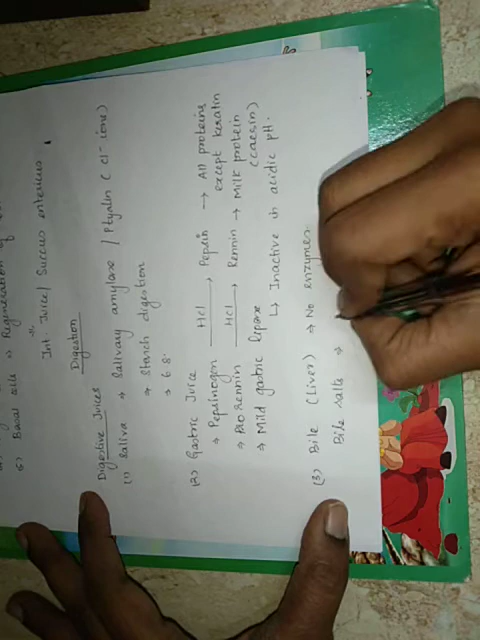 5) Basal cells → Regeneration of
Int. Juice / Succus entericus
Digestion
Digestive Juices
(1) Saliva → Salivary amylase / Ptyalin (Cl⁻ ions)
→ Starch digestion
→ 6.8
(2) Gastric Juice
→ Pepsinogen HCl → Pepsin → All proteins except keratin
→ Prorennin HCl → Rennin → Milk protein (caesin)
→ Mild gastric lipase
↳ Inactive in acidic pH.
(3) Bile (Liver) → No enzymes
Bile salts →